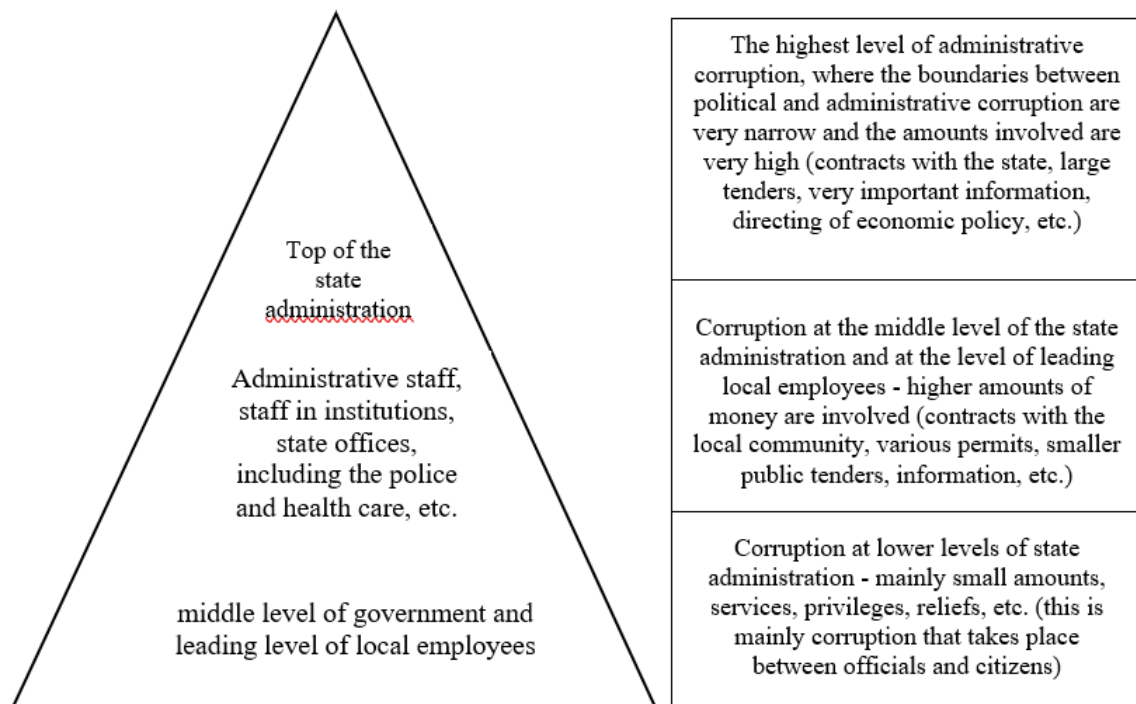 Top of the
state
administration
Administrative staff,
staff in institutions,
state offices,
including the police
and health care, etc.
middle level of government and
leading level of local employees
The highest level of administrative
corruption, where the boundaries between
political and administrative corruption are
very narrow and the amounts involved are
very high (contracts with the state, large
tenders, very important information,
directing of economic policy, etc.)
Corruption at the middle level of the state
administration and at the level of leading
local employees - higher amounts of
money are involved (contracts with the
local community, various permits, smaller
public tenders, information, etc.)
Corruption at lower levels of state
administration - mainly small amounts,
services, privileges, reliefs, etc. (this is
mainly corruption that takes place
between officials and citizens)